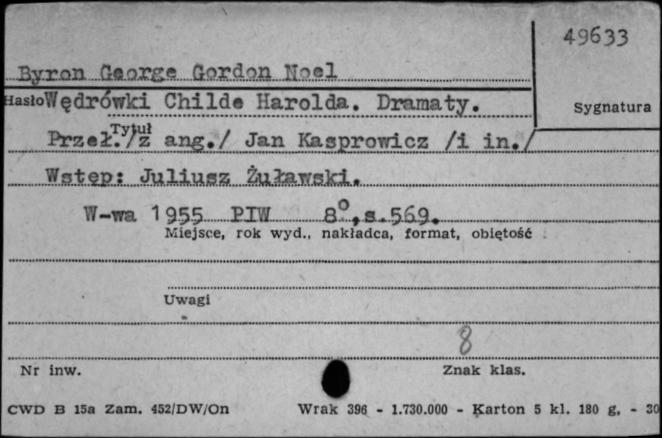 49633
Byron George Gordon Noel
Hasło Wędrówki Childe Harolda. Dramaty.
Sygnatura
Tytuł
Przeł./z ang./ Jan Kasprowicz /i in./
Wstęp: Juliusz Żuławski.
W-wa 1955 PIW 8⁰,s.569.
Miejsce, rok wyd., nakładca, format, obiętość
Uwagi
8
Nr inw.
Znak klas.
CWD B 15a Zam. 452/DW/On Wrak 396 - 1.730.000 - Karton 5 kl. 180 g. - 30